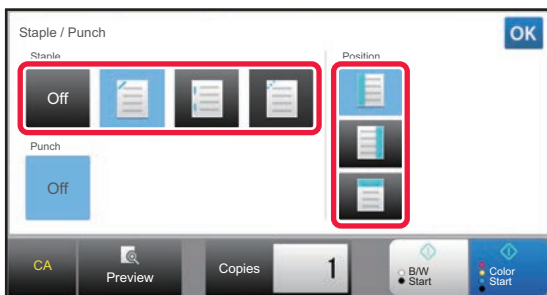 Staple / Punch
OK
Staple
Position
Off
Punch
Off
CA
Preview
Copies
1
B/W
Start
Color
Start